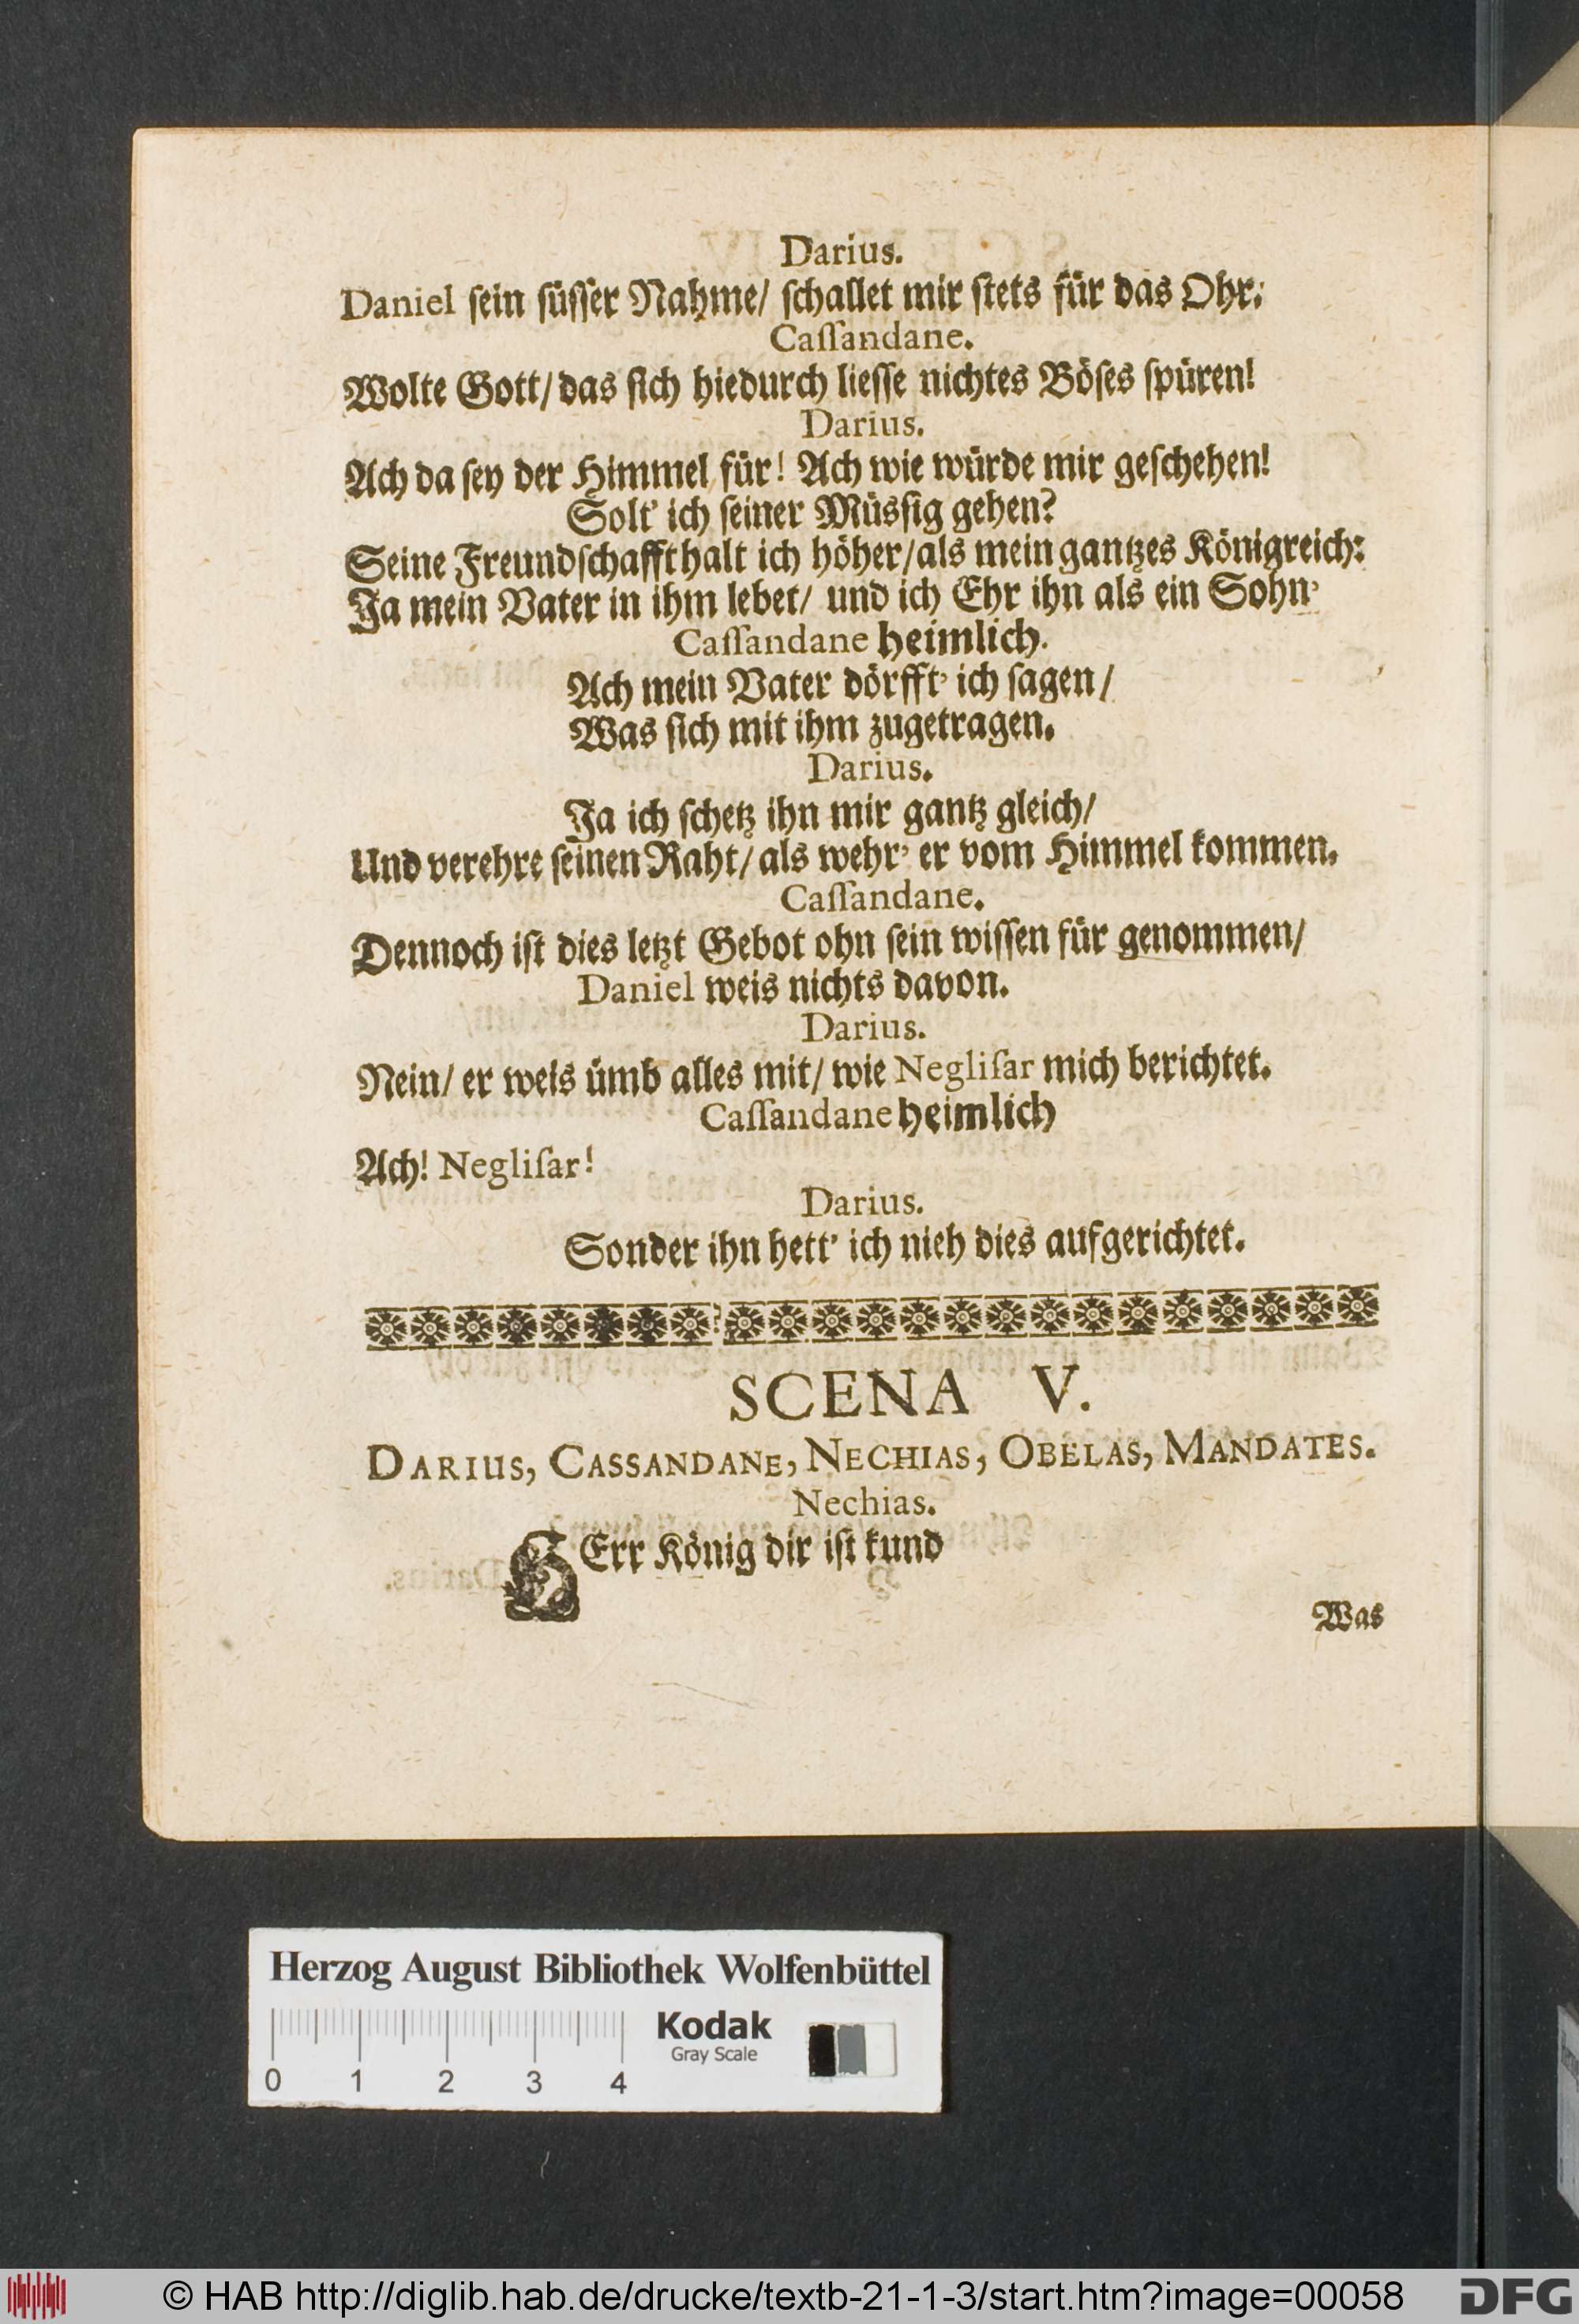 Darius.
Daniel ſein ſüſſer Nahme/ ſchallet mir ſtets für das Ohr;
Caſſandane.
Wolte Gott/ das ſich hiedurch lieſſe nichtes Böſes ſpüren!
Darius.
Ach da ſey der Himmel für! Ach wie würde mir geſchehen!
Solt' ich ſeiner Müsſig gehen?
Seine Freundſchafft halt ich höher/ als mein gantzes Königreich:
Ja mein Vater in ihm lebet/ und ich Ehr ihn als ein Sohn'
Caſſandane heimlich.
Ach mein Vater dörfft' ich ſagen/
Was ſich mit ihm zugetragen.
Darius.
Ja ich ſchetz ihn mir gantz gleich/
Und verehre ſeinen Raht/ als wehr' er vom Himmel kommen.
Caſſandane.
Dennoch iſt dies letzt Gebot ohn ſein wiſſen für genommen/
Daniel weis nichts davon.
Darius.
Nein/ er weis ümb alles mit/ wie Negliſar mich berichtet.
Caſſandane heimlich
Ach! Negliſar!
Darius.
Sonder ihn hett' ich nieh dies aufgerichtet.
SCENA V.
DARIUS, CASSANDANE, NECHIAS, OBELAS, MANDATES.
Nechias.
HErr König dir iſt kund
Was
Herzog August Bibliothek Wolfenbüttel
Kodak
Gray Scale
0 1 2 3 4
© HAB http://diglib.hab.de/drucke/textb-21-1-3/start.htm?image=00058
DFG